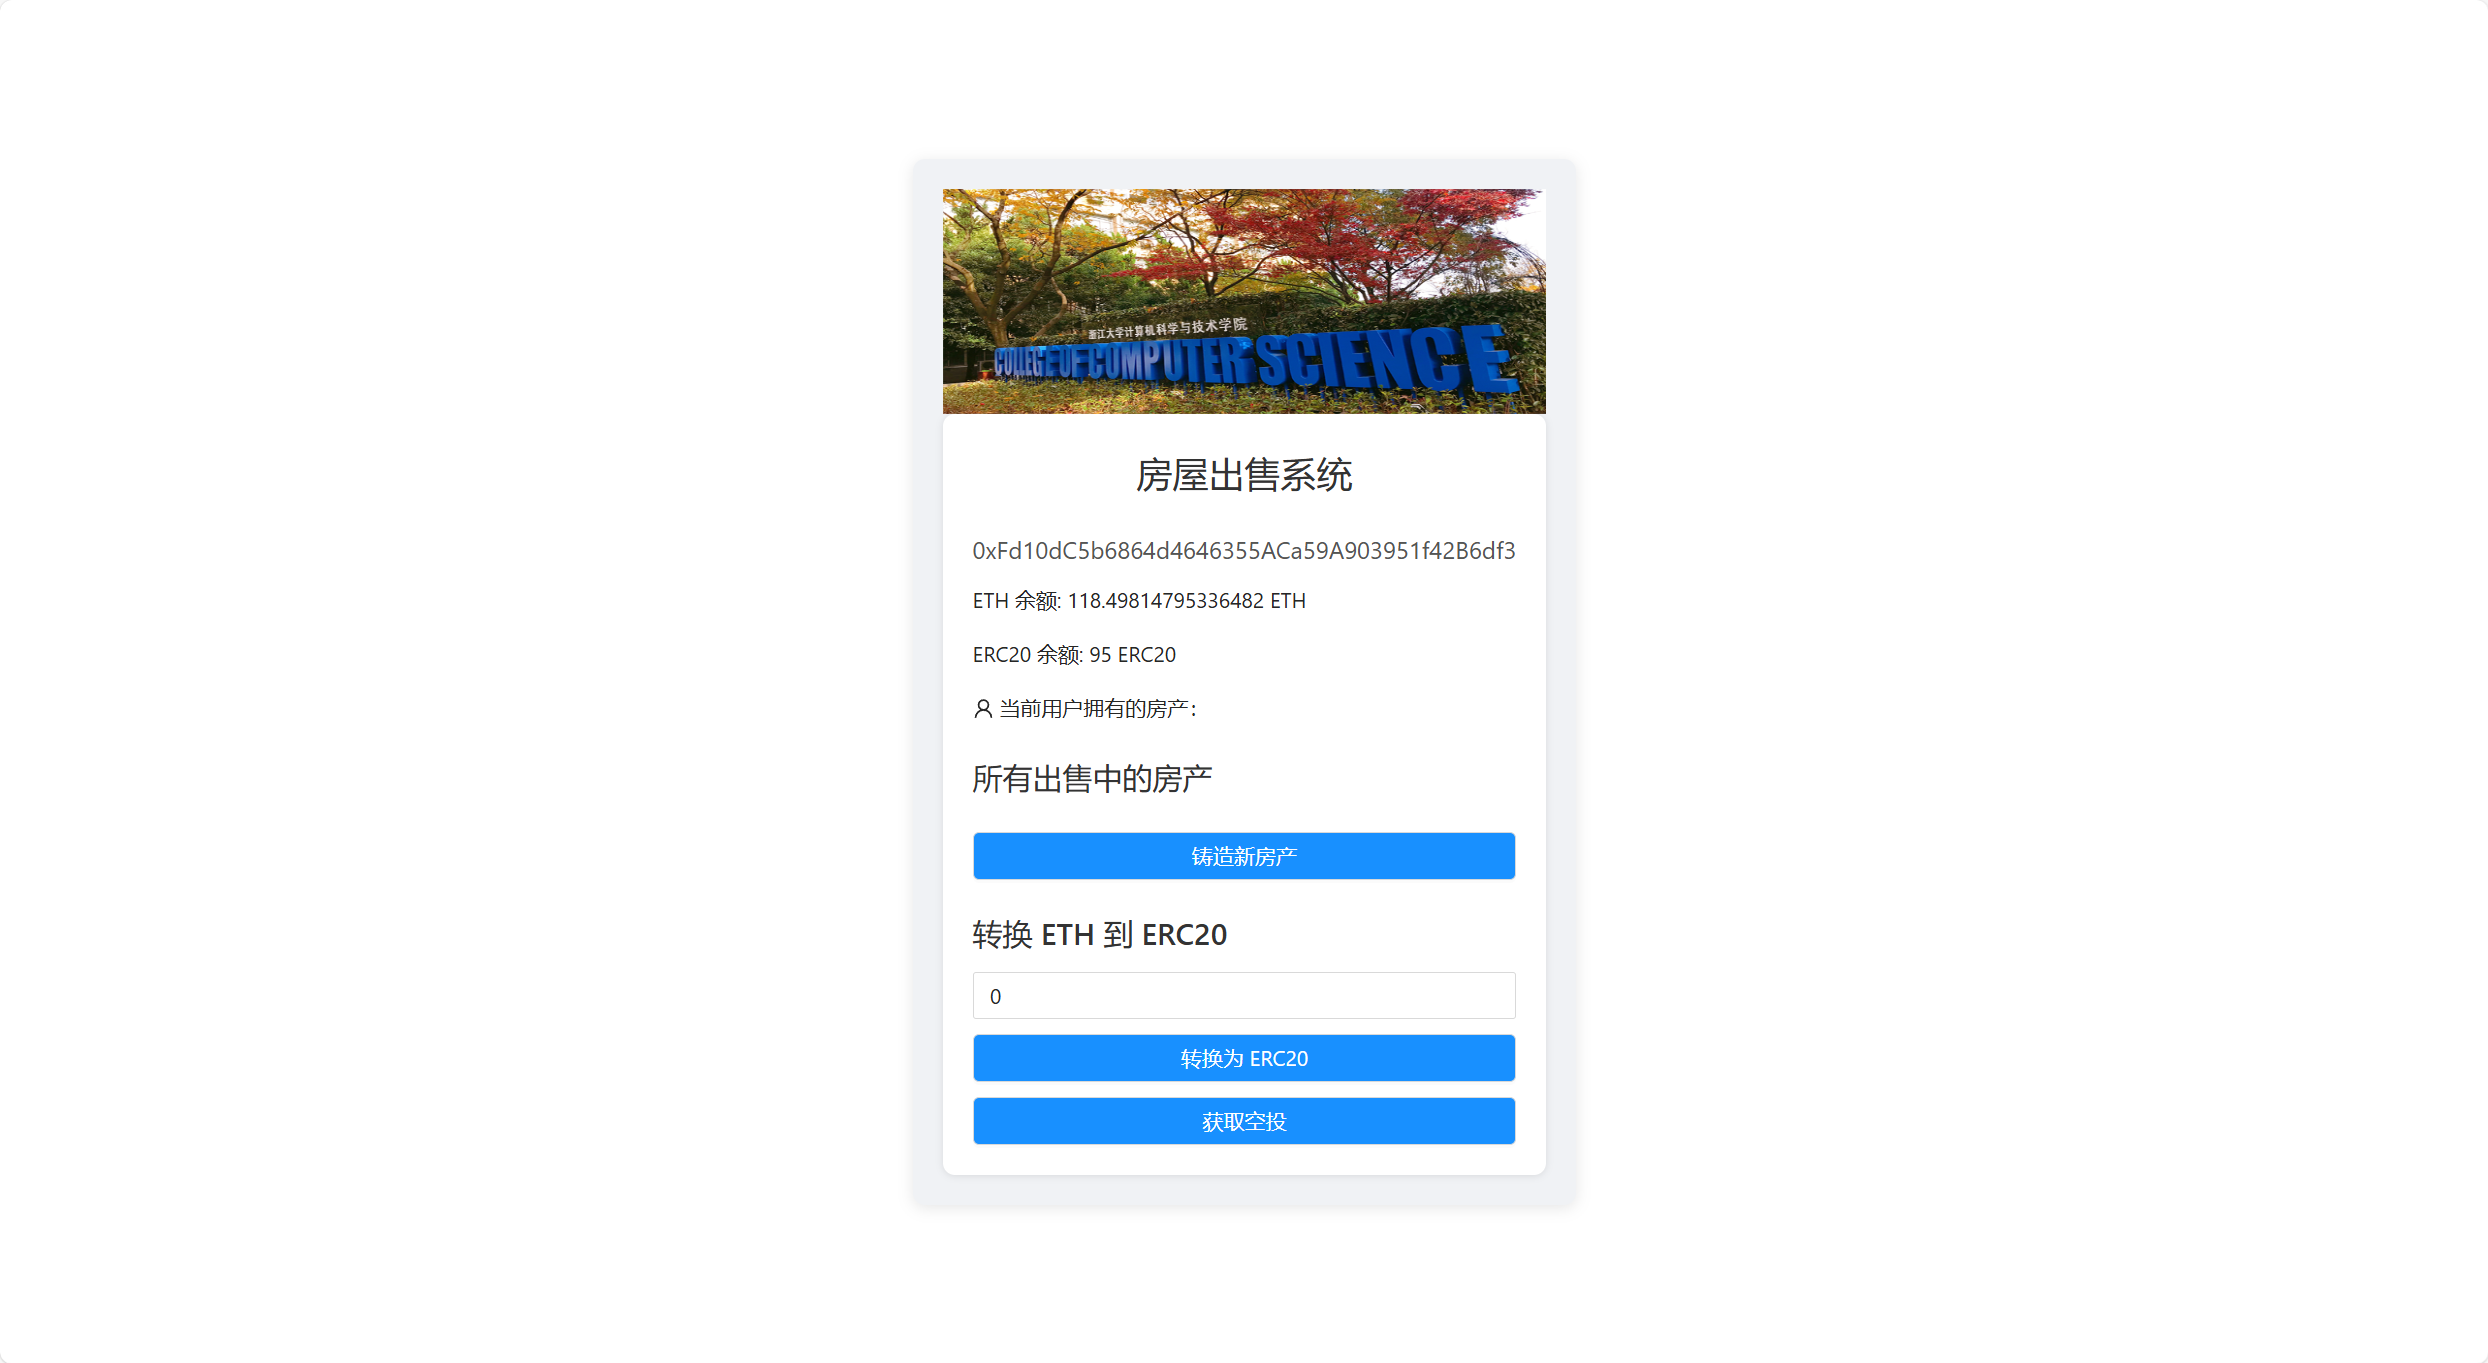 浙江大学计算机科学与技术学院
COLLEGE OF COMPUTER SCIENCE
房屋出售系统
0xFd10dC5b6864d4646355ACa59A903951f42B6df3
ETH 余额: 118.49814795336482 ETH
ERC20 余额: 95 ERC20
当前用户拥有的房产：
所有出售中的房产
铸造新房产
转换 ETH 到 ERC20
0
转换为 ERC20
获取空投